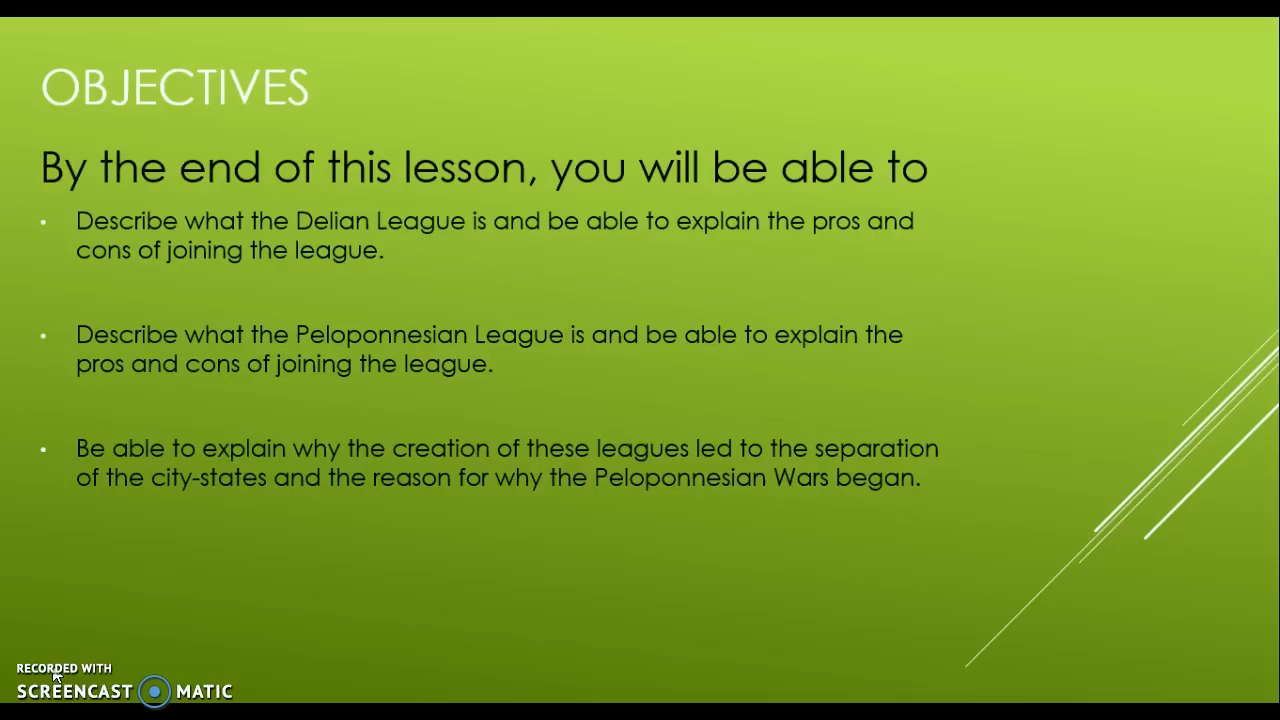 OBJECTIVES
By the end of this lesson, you will be able to
• Describe what the Delian League is and be able to explain the pros and
cons of joining the league.
• Describe what the Peloponnesian League is and be able to explain the
pros and cons of joining the league.
• Be able to explain why the creation of these leagues led to the separation
of the city-states and the reason for why the Peloponnesian Wars began.
RECORDED WITH
SCREENCAST MATIC